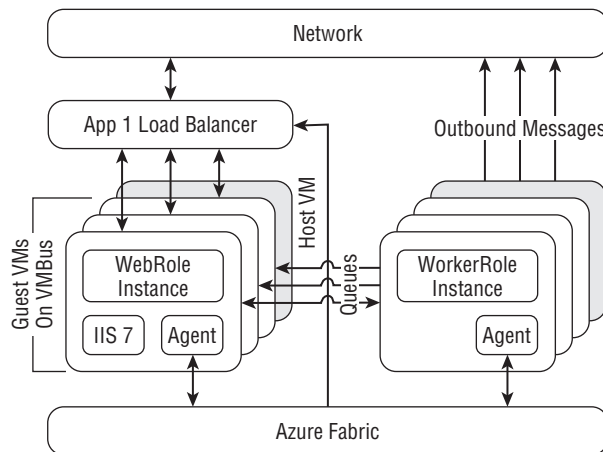 Network
App 1 Load Balancer
Outbound Messages
Guest VMs
On VMBus
Host VM
WebRole
Instance
IIS 7
Agent
Queues
WorkerRole
Instance
Agent
Azure Fabric